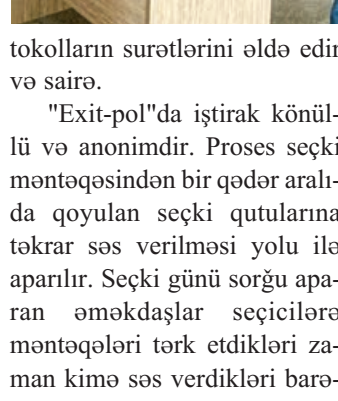 tokolların surətlərini əldə edir
və sairə.
"Exit-pol"da iştirak könül-
lü və anonimdir. Proses seçki
məntəqəsindən bir qədər aralı-
da qoyulan seçki qutularına
təkrar səs verilməsi yolu ilə
aparılır. Seçki günü sorğu apa-
ran əməkdaşlar seçicilərə
məntəqələri tərk etdikləri za-
man kimə səs verdikləri barə-